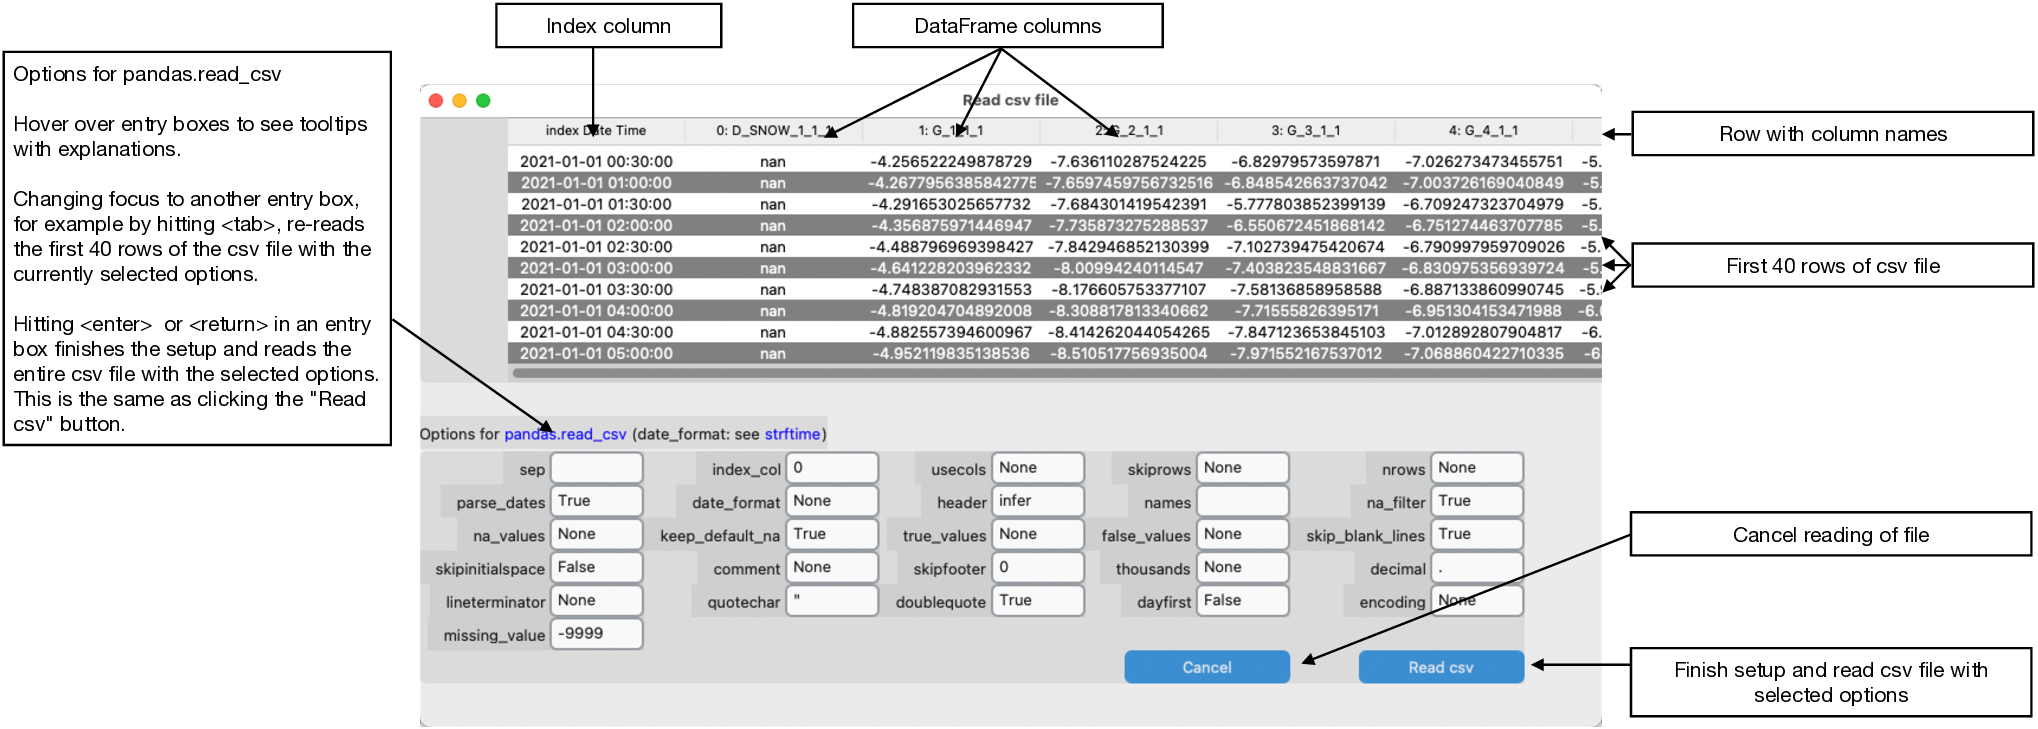 Index column
DataFrame columns
Options for pandas.read_csv
Hover over entry boxes to see tooltips
with explanations.
Changing focus to another entry box,
for example by hitting <tab>, re-reads
the first 40 rows of the csv file with the
currently selected options.
Hitting <enter>  or <return> in an entry
box finishes the setup and reads the
entire csv file with the selected options.
This is the same as clicking the "Read
csv" button.
Read csv file
index Date Time 0: D_SNOW_1_1_1 1: G_1_1_1 2: G_2_1_1 3: G_3_1_1 4: G_4_1_1
2021-01-01 00:30:00 nan -4.256522249878729 -7.636110287524225 -6.82979573597871 -7.026273473455751 -5.
2021-01-01 01:00:00 nan -4.2677956385842775 -7.6597459756732516 -6.848542663737042 -7.003726169040849 -5.
2021-01-01 01:30:00 nan -4.291653025657732 -7.684301419542391 -5.777803852399139 -6.709247323704979 -5.
2021-01-01 02:00:00 nan -4.356875971446947 -7.735873275288537 -6.550672451868142 -6.751274463707785 -5.
2021-01-01 02:30:00 nan -4.488796969398427 -7.842946852130399 -7.102739475420674 -6.790997959709026 -5.
2021-01-01 03:00:00 nan -4.641228203962332 -8.00994240114547 -7.403823548831667 -6.830975356939724 -5.
2021-01-01 03:30:00 nan -4.748387082931553 -8.176605753377107 -7.58136858958588 -6.887133860990745 -5.
2021-01-01 04:00:00 nan -4.819204704892008 -8.308817813340662 -7.71555826395171 -6.951304153471988 -6.
2021-01-01 04:30:00 nan -4.882557394600967 -8.414262044054265 -7.847123653845103 -7.012892807904817 -6.
2021-01-01 05:00:00 nan -4.952119835138536 -8.510517756935004 -7.971552167537012 -7.068860422710335 -6.
Row with column names
First 40 rows of csv file
Options for pandas.read_csv (date_format: see strftime)
sep index_col 0 usecols None skiprows None nrows None
parse_dates True date_format None header infer names na_filter True
na_values None keep_default_na True true_values None false_values None skip_blank_lines True
skipinitialspace False comment None skipfooter 0 thousands None decimal .
lineterminator None quotechar " doublequote True dayfirst False encoding None
missing_value -9999
Cancel Read csv
Cancel reading of file
Finish setup and read csv file with
selected options